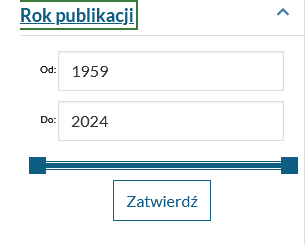 Rok publikacji
Od: 1959
Do: 2024
Zatwierdź